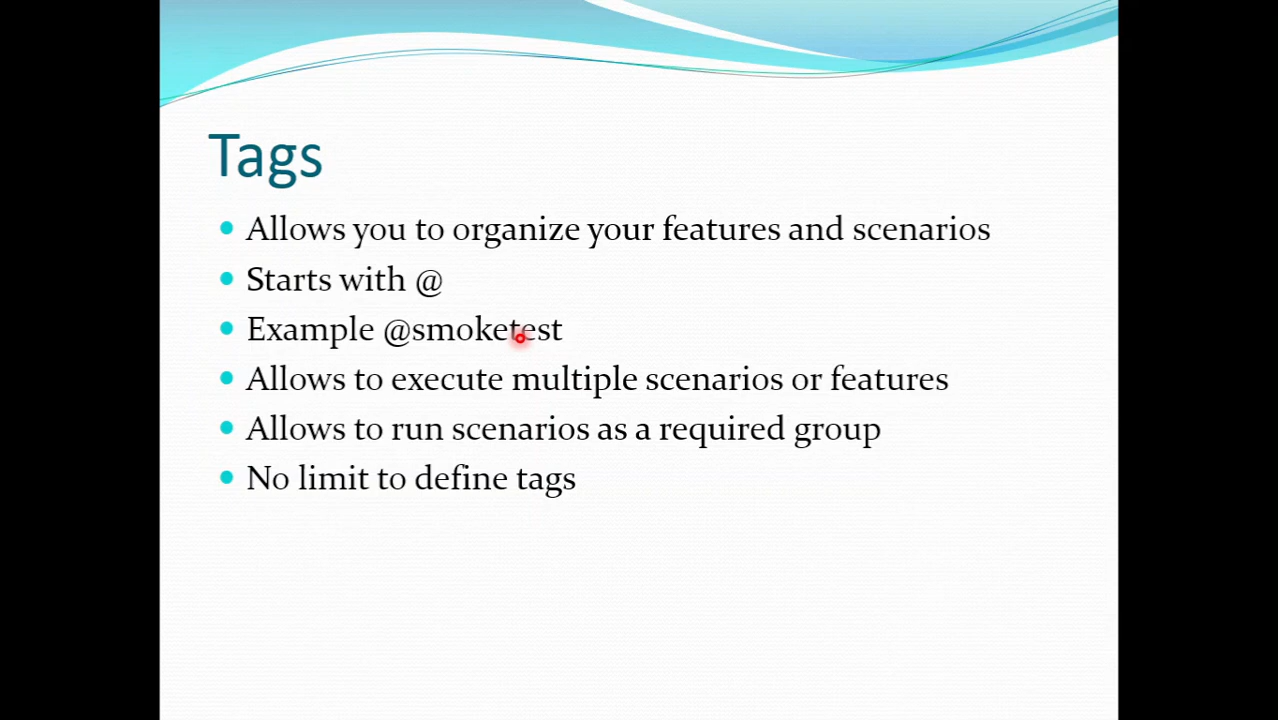 Tags
Allows you to organize your features and scenarios
Starts with @
Example @smoketest
Allows to execute multiple scenarios or features
Allows to run scenarios as a required group
No limit to define tags